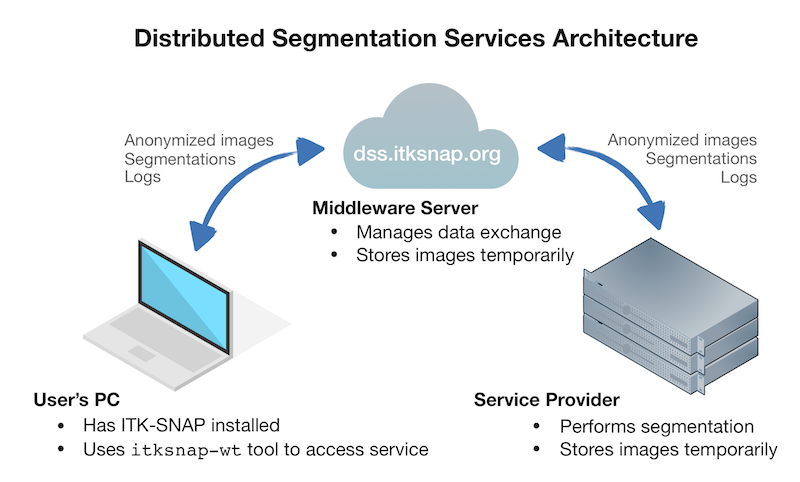 Distributed Segmentation Services Architecture
Anonymized images
Segmentations
Logs
dss.itksnap.org
Anonymized images
Segmentations
Logs
Middleware Server
• Manages data exchange
• Stores images temporarily
User's PC
• Has ITK-SNAP installed
• Uses itksnap-wt tool to access service
Service Provider
• Performs segmentation
• Stores images temporarily